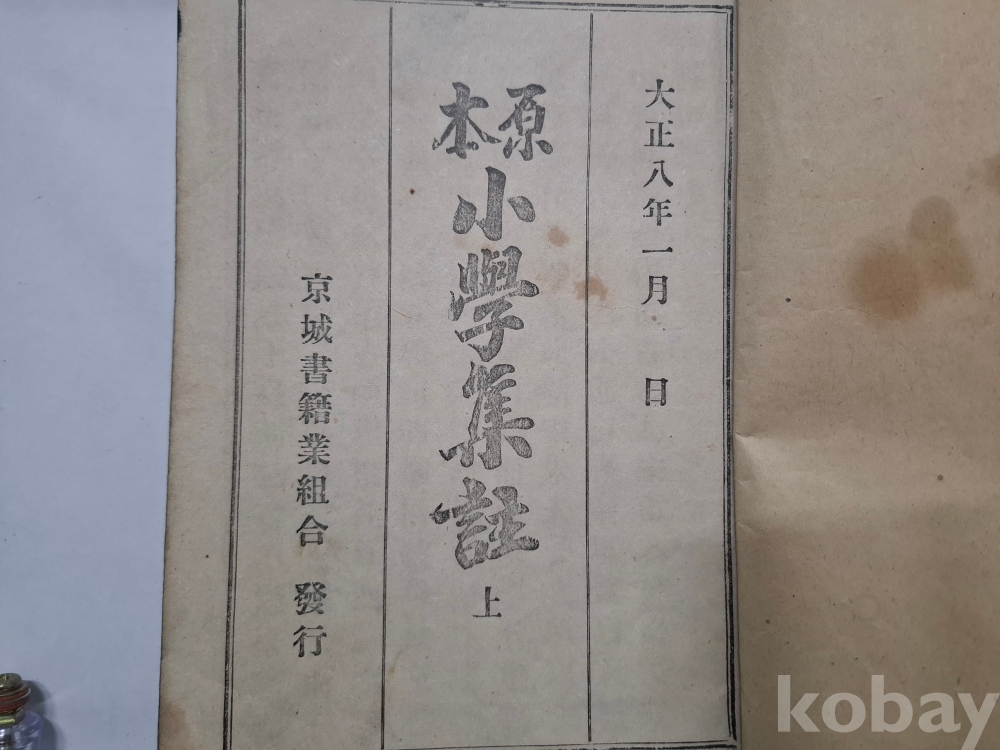 大正八年一月　日
原本
小學集註
上
京城書籍業組合　發行
kobay